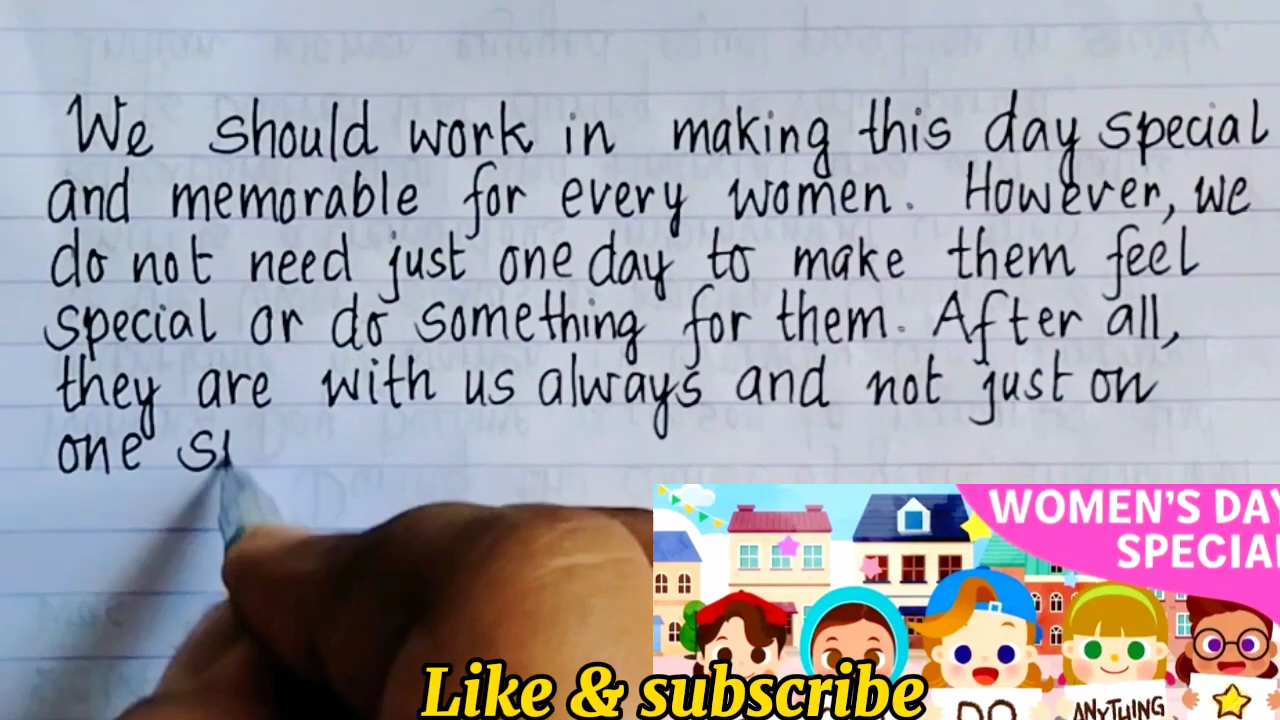 We should work in making this day special
and memorable for every women. However, we
do not need just one day to make them feel
special or do something for them. After all,
they are with us always and not just on
one
WOMEN'S DAY
SPECIAL
DO
ANYTHING
Like & subscribe